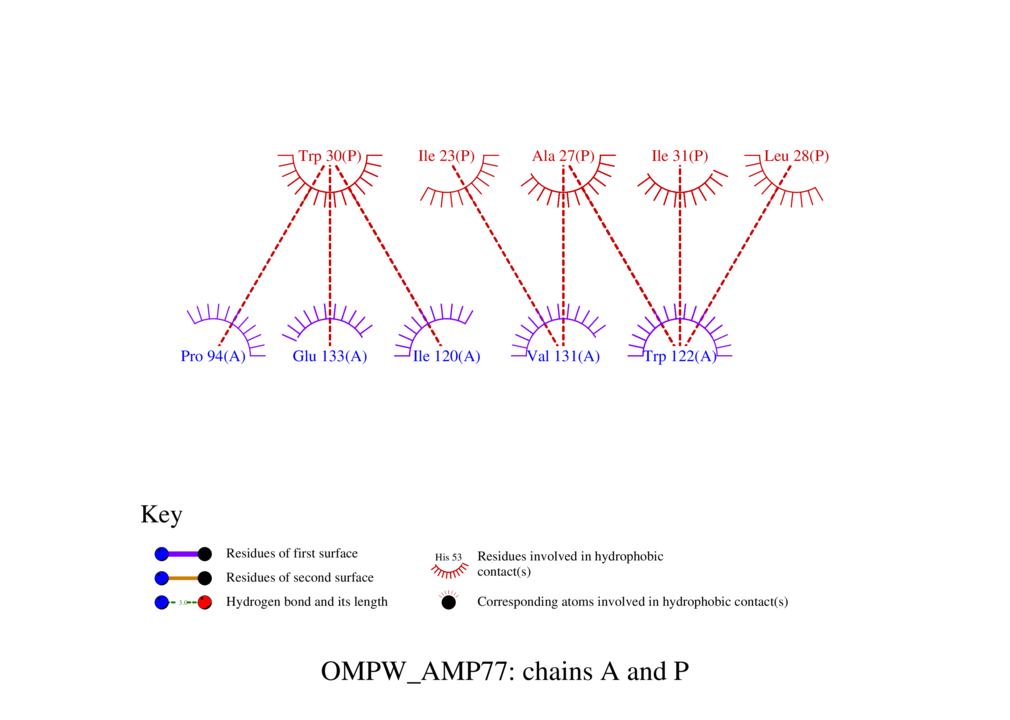 Trp 30(P) Ile 23(P) Ala 27(P) Ile 31(P) Leu 28(P)
Pro 94(A) Glu 133(A) Ile 120(A) Val 131(A) Trp 122(A)
Key
Residues of first surface
Residues of second surface
3.0
Hydrogen bond and its length
His 53
Residues involved in hydrophobic
contact(s)
Corresponding atoms involved in hydrophobic contact(s)
OMPW_AMP77: chains A and P